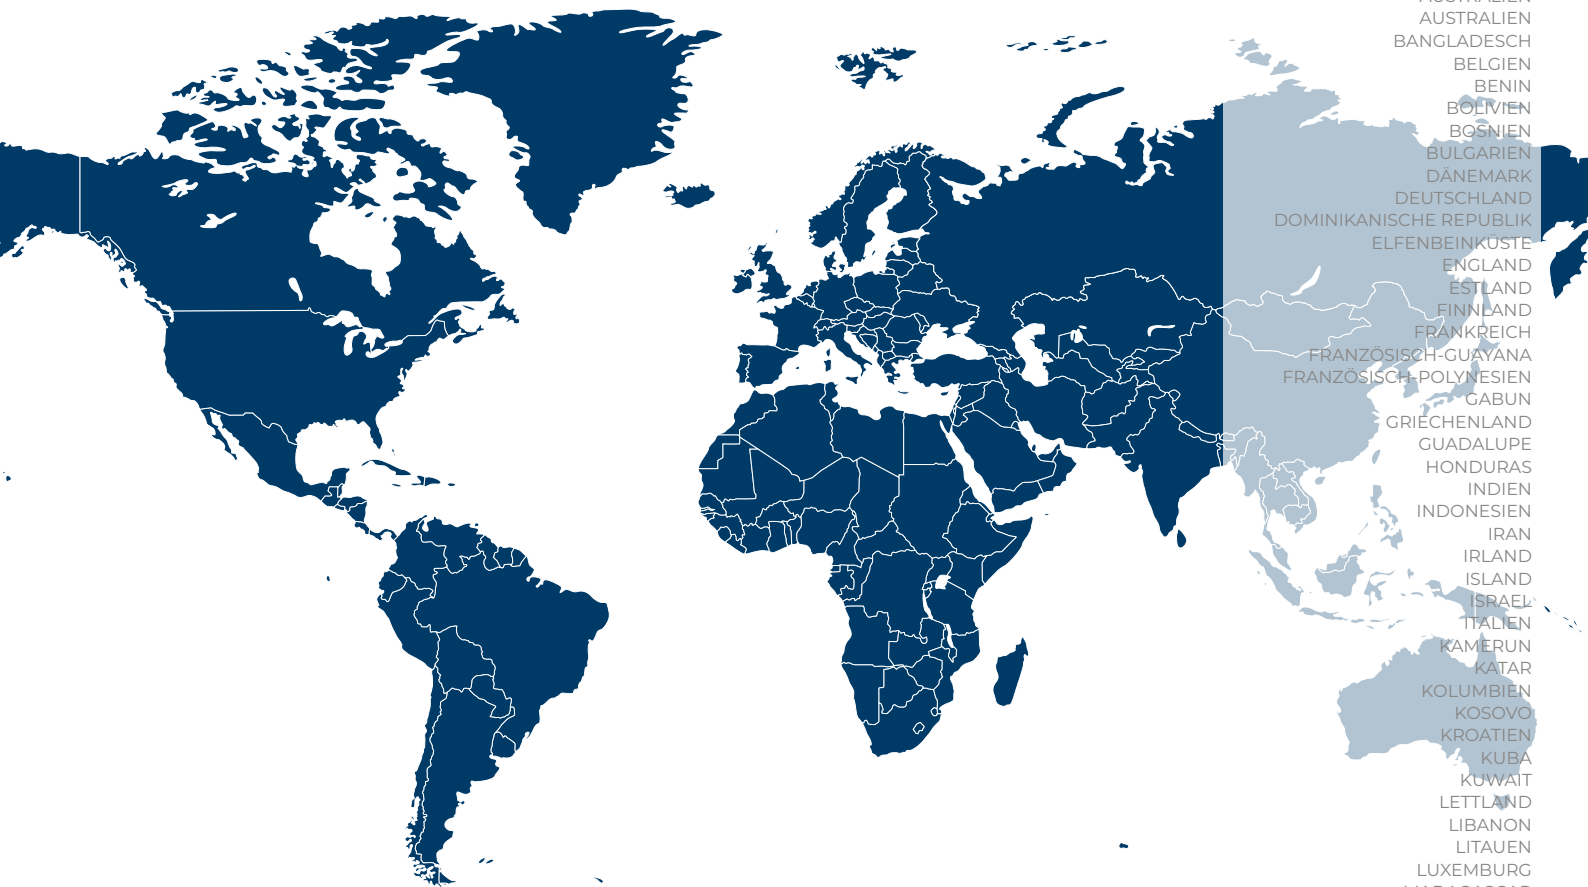 AUSTRALIEN
BANGLADESCH
BELGIEN
BENIN
BOLIVIEN
BOSNIEN
BULGARIEN
DÄNEMARK
DEUTSCHLAND
DOMINIKANISCHE REPUBLIK
ELFENBEINKÜSTE
ENGLAND
ESTLAND
FINNLAND
FRANKREICH
FRANZÖSISCH-GUAYANA
FRANZÖSISCH-POLYNESIEN
GABUN
GRIECHENLAND
GUADALUPE
HONDURAS
INDIEN
INDONESIEN
IRAN
IRLAND
ISLAND
ISRAEL
ITALIEN
KAMERUN
KATAR
KOLUMBIEN
KOSOVO
KROATIEN
KUBA
KUWAIT
LETTLAND
LIBANON
LITAUEN
LUXEMBURG